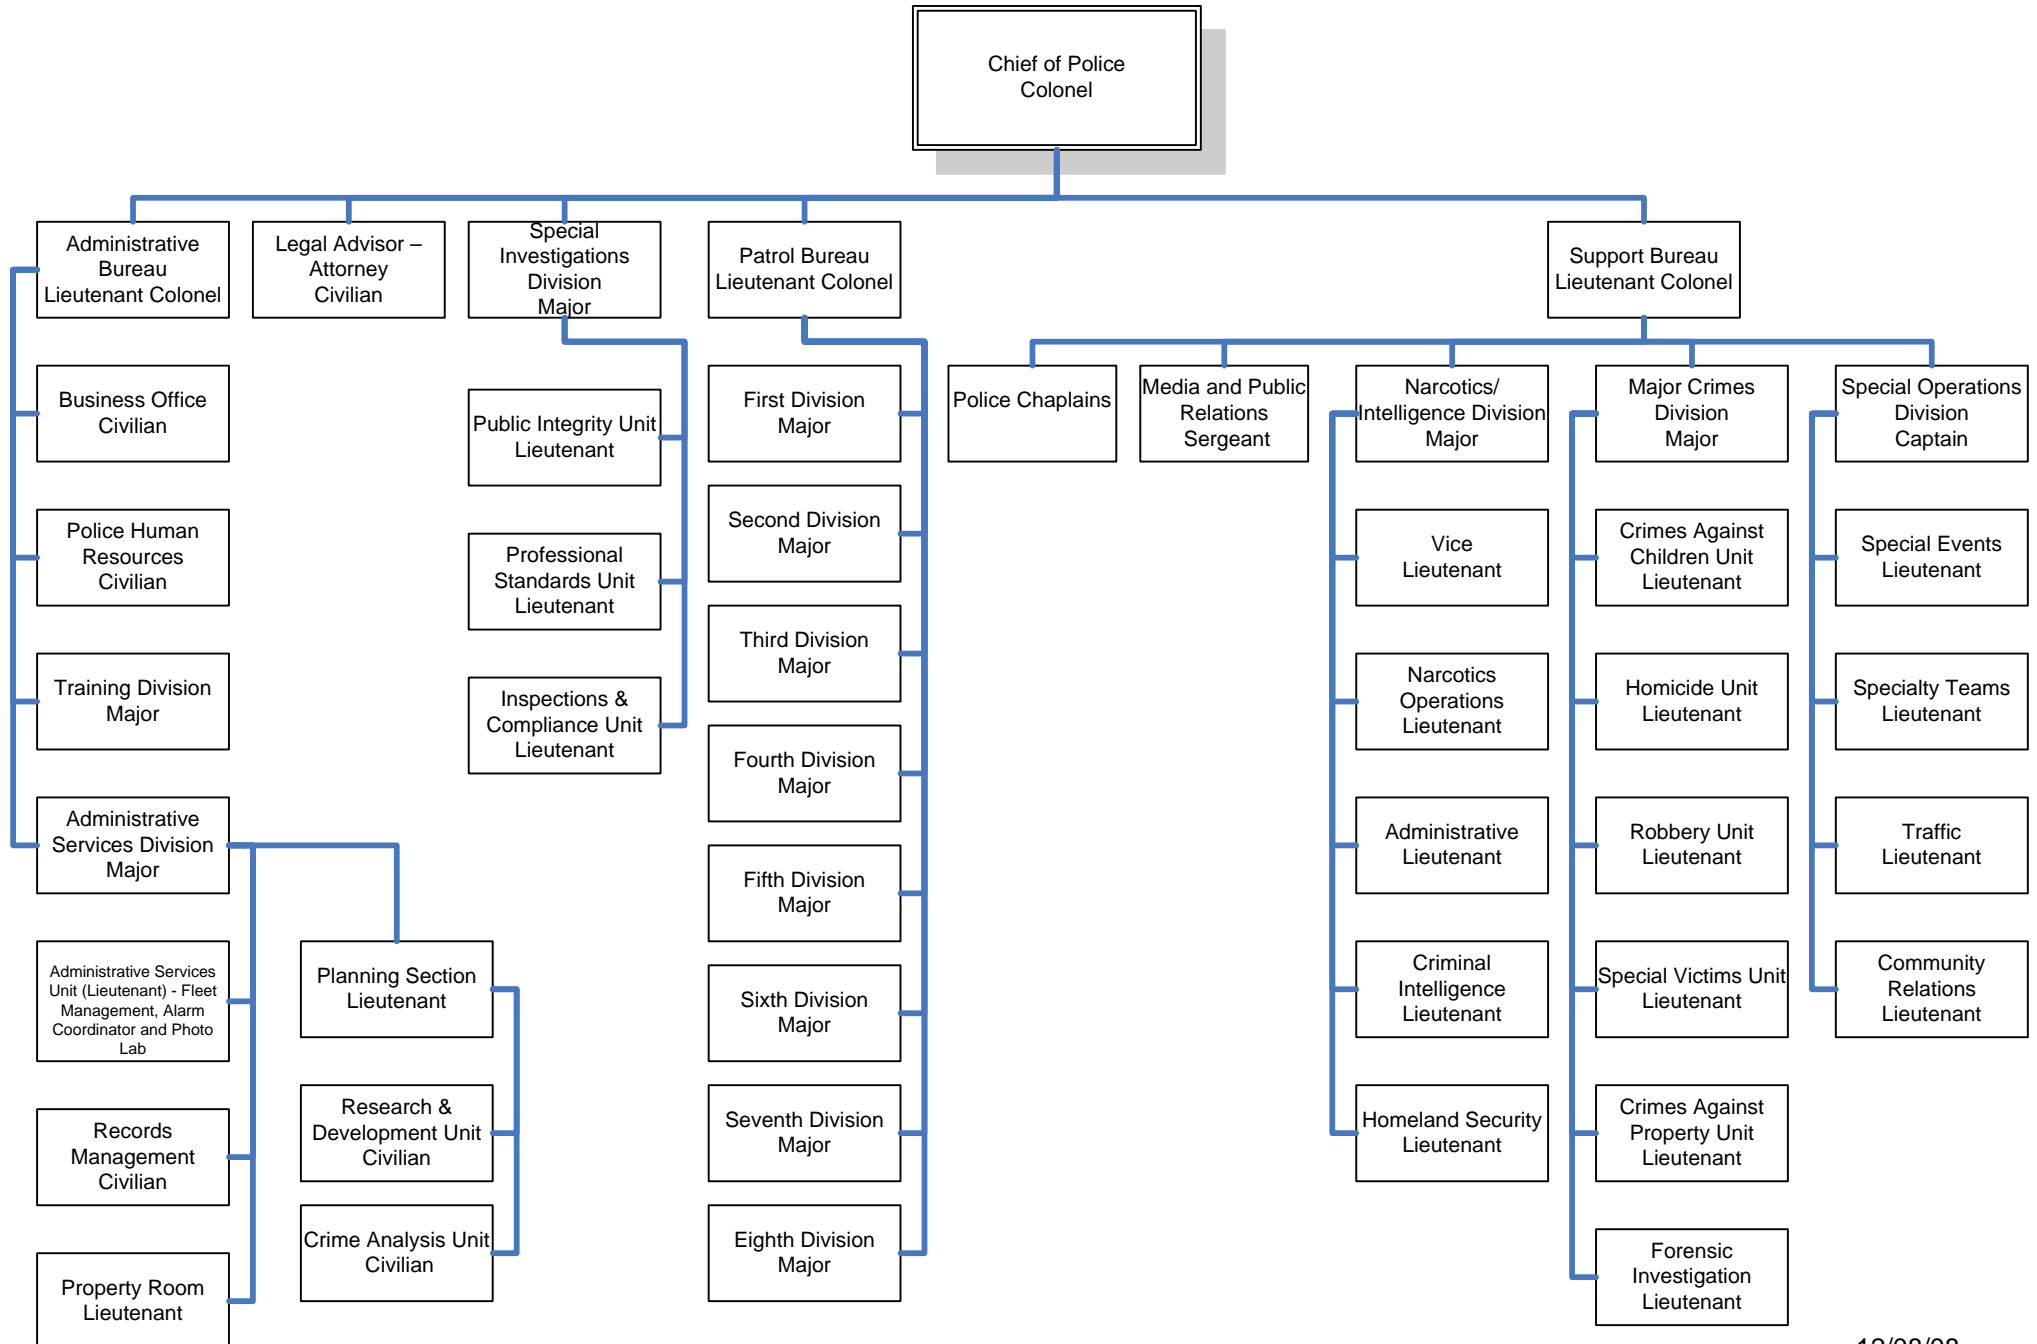 Chief of Police
Colonel
Administrative
Bureau
Lieutenant Colonel
Legal Advisor –
Attorney
Civilian
Special
Investigations
Division
Major
Patrol Bureau
Lieutenant Colonel
Support Bureau
Lieutenant Colonel
Business Office
Civilian
Police Human
Resources
Civilian
Training Division
Major
Administrative
Services Division
Major
Administrative Services
Unit (Lieutenant) - Fleet
Management, Alarm
Coordinator and Photo
Lab
Records
Management
Civilian
Property Room
Lieutenant
Planning Section
Lieutenant
Research &
Development Unit
Civilian
Crime Analysis Unit
Civilian
Public Integrity Unit
Lieutenant
Professional
Standards Unit
Lieutenant
Inspections &
Compliance Unit
Lieutenant
First Division
Major
Second Division
Major
Third Division
Major
Fourth Division
Major
Fifth Division
Major
Sixth Division
Major
Seventh Division
Major
Eighth Division
Major
Police Chaplains
Media and Public
Relations
Sergeant
Narcotics/
Intelligence Division
Major
Vice
Lieutenant
Narcotics
Operations
Lieutenant
Administrative
Lieutenant
Criminal
Intelligence
Lieutenant
Homeland Security
Lieutenant
Major Crimes
Division
Major
Crimes Against
Children Unit
Lieutenant
Homicide Unit
Lieutenant
Robbery Unit
Lieutenant
Special Victims Unit
Lieutenant
Crimes Against
Property Unit
Lieutenant
Forensic
Investigation
Lieutenant
Special Operations
Division
Captain
Special Events
Lieutenant
Specialty Teams
Lieutenant
Traffic
Lieutenant
Community
Relations
Lieutenant